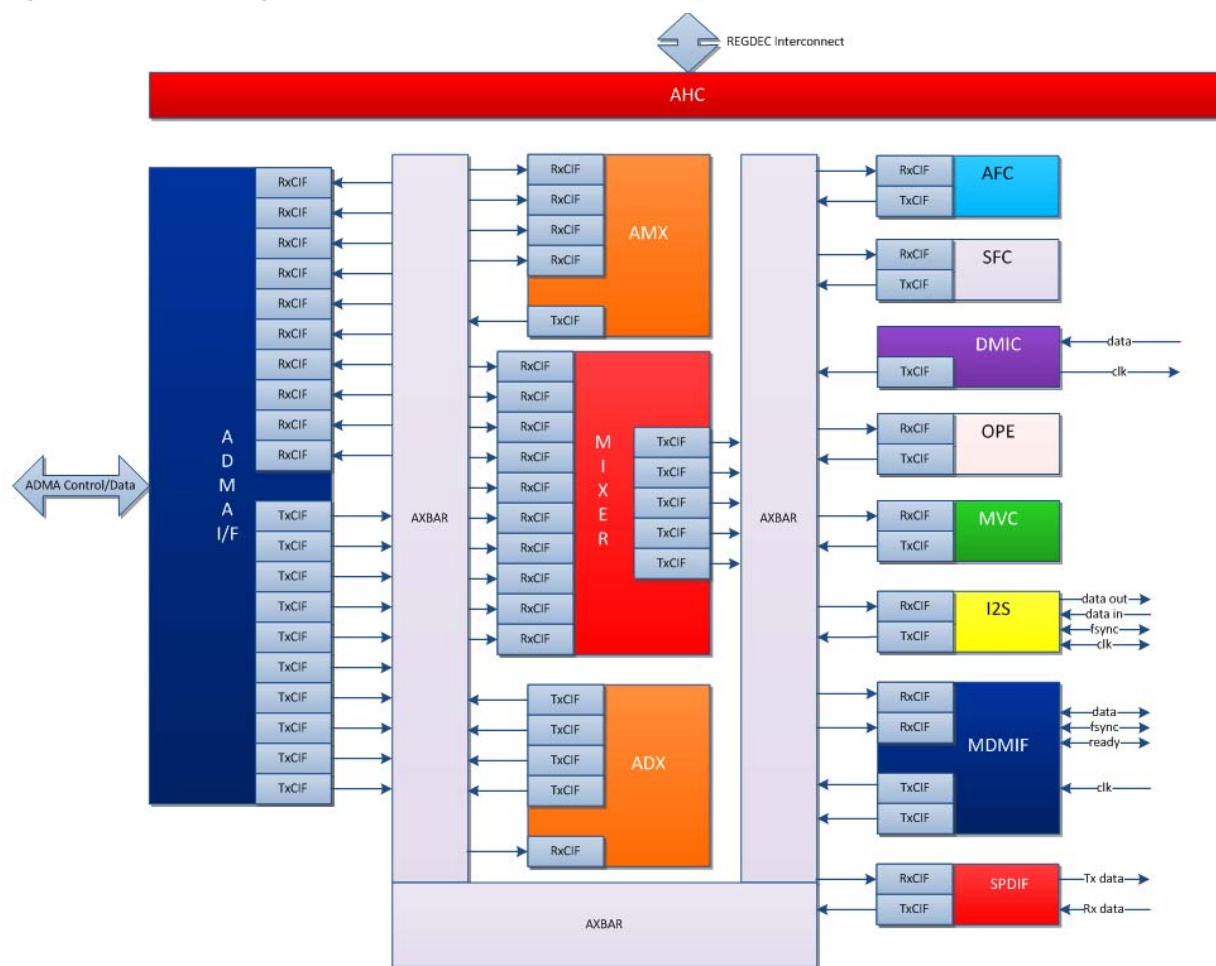 REGDEC Interconnect
AHC
ADMA Control/Data
ADMA I/F
RxCIF
RxCIF
RxCIF
RxCIF
RxCIF
RxCIF
RxCIF
RxCIF
RxCIF
RxCIF
TxCIF
TxCIF
TxCIF
TxCIF
TxCIF
TxCIF
TxCIF
TxCIF
TxCIF
TxCIF
AXBAR
AMX
RxCIF
RxCIF
RxCIF
RxCIF
TxCIF
MIXER
RxCIF
RxCIF
RxCIF
RxCIF
RxCIF
RxCIF
RxCIF
RxCIF
RxCIF
RxCIF
TxCIF
TxCIF
TxCIF
TxCIF
TxCIF
ADX
TxCIF
TxCIF
TxCIF
TxCIF
RxCIF
AXBAR
AXBAR
RxCIF
TxCIF
AFC
RxCIF
TxCIF
SFC
DMIC
TxCIF
data
clk
RxCIF
TxCIF
OPE
RxCIF
TxCIF
MVC
RxCIF
TxCIF
I2S
data out
data in
fsync
clk
RxCIF
RxCIF
TxCIF
TxCIF
MDMIF
data
fsync
ready
clk
RxCIF
TxCIF
SPDIF
Tx data
Rx data